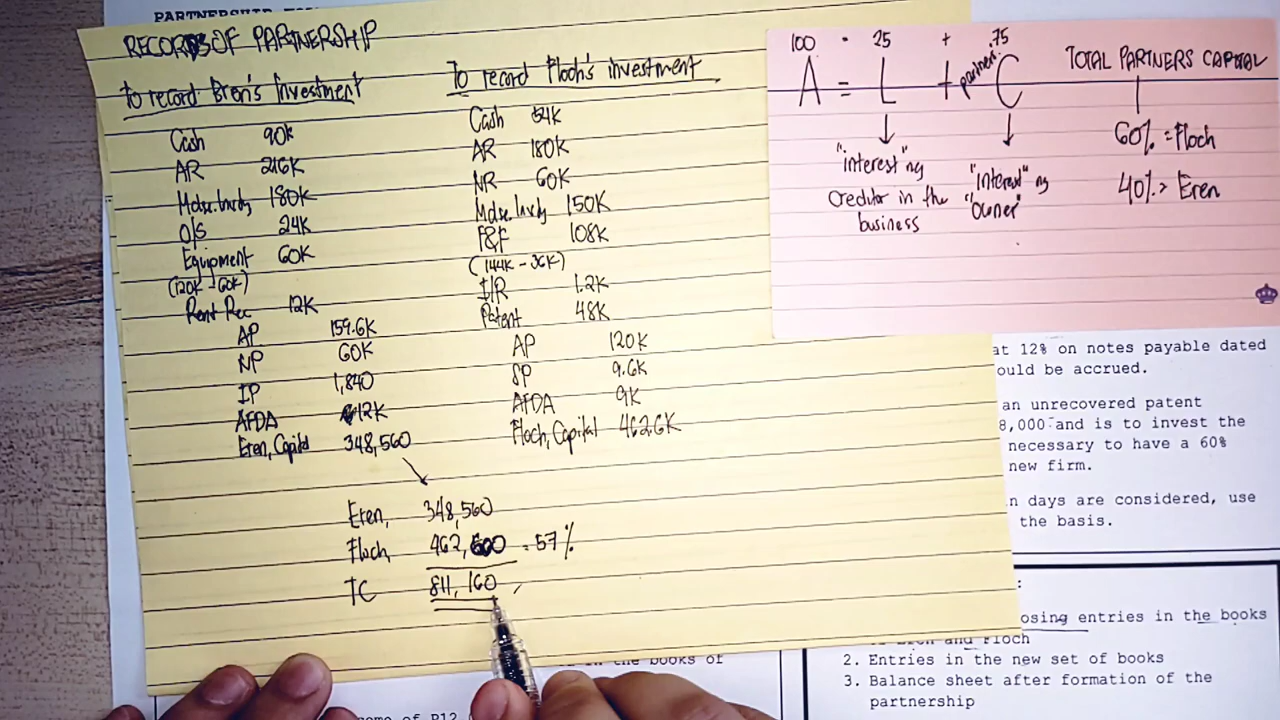 PARTNERSHIP
RECORDS OF PARTNERSHIP
To record Eren's Investment
Cash 90K
AR 216K
Mdse. Invty 180K
O/S 24K
Equipment 60K
(120K - 60K)
Rent Rec 12K
AP 159.6K
NP 60K
IP 1,840
AFDA 12K
Eren, Capital 348,560
To record Floch's investment
Cash 54K
AR 180K
NR 60K
Mdse. Invty 150K
F&F 108K
(144K - 36K)
I/R 1.2K
Patent 48K
AP 120K
SP 9.6K
AFDA 9K
Floch, Capital 462.6K
Eren, 348,560
Floch, 462,600 = 57%
TC 811,160
100 = 25 + 75
A = L + partners' C
"interest" ng
creditor in the
business
"Interest" ng
"Owner"
TOTAL PARTNERS CAPITAL
60% = Floch
40% = Eren
at 12% on notes payable dated
ould be accrued.
an unrecovered patent
8,000 and is to invest the
necessary to have a 60%
new firm.
n days are considered, use
the basis.
:
osing entries in the books
Eren and Floch
2. Entries in the new set of books
3. Balance sheet after formation of the
partnership
in the books of
ome of P12